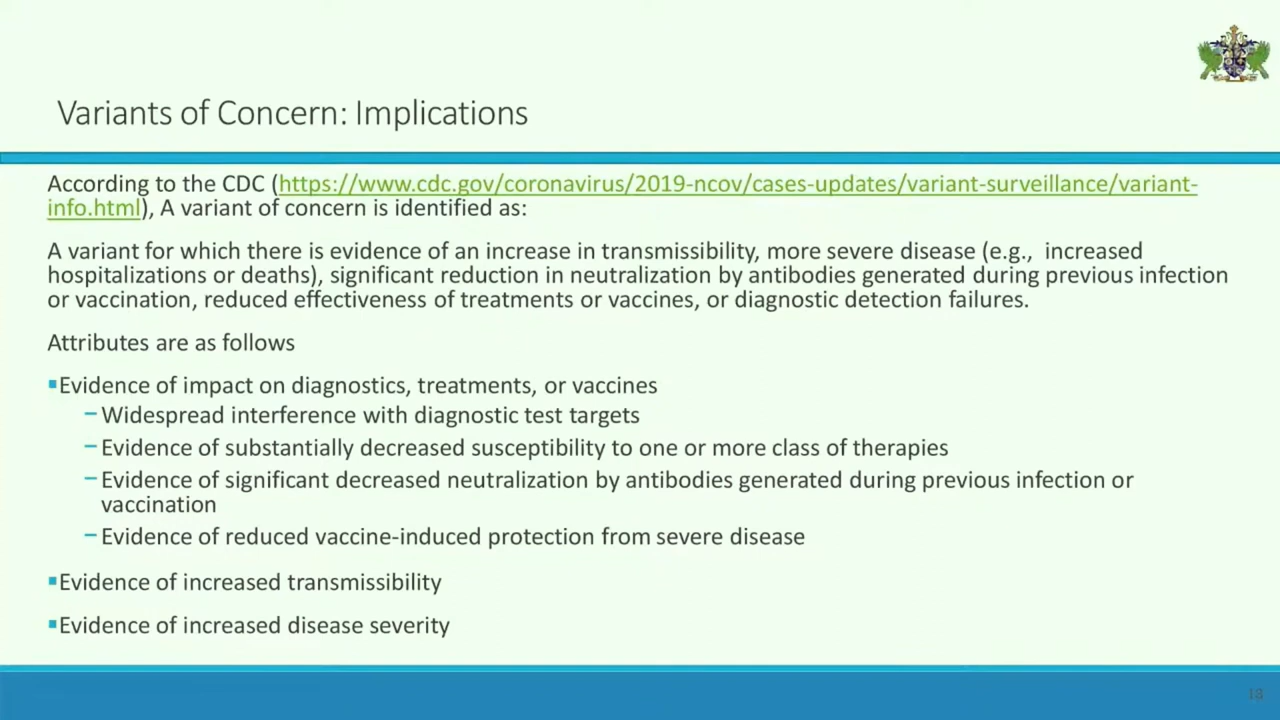 Variants of Concern: Implications
According to the CDC (https://www.cdc.gov/coronavirus/2019-ncov/cases-updates/variant-surveillance/variant-
info.html), A variant of concern is identified as:
A variant for which there is evidence of an increase in transmissibility, more severe disease (e.g., increased
hospitalizations or deaths), significant reduction in neutralization by antibodies generated during previous infection
or vaccination, reduced effectiveness of treatments or vaccines, or diagnostic detection failures.
Attributes are as follows
▪Evidence of impact on diagnostics, treatments, or vaccines
−Widespread interference with diagnostic test targets
−Evidence of substantially decreased susceptibility to one or more class of therapies
−Evidence of significant decreased neutralization by antibodies generated during previous infection or
vaccination
−Evidence of reduced vaccine-induced protection from severe disease
▪Evidence of increased transmissibility
▪Evidence of increased disease severity